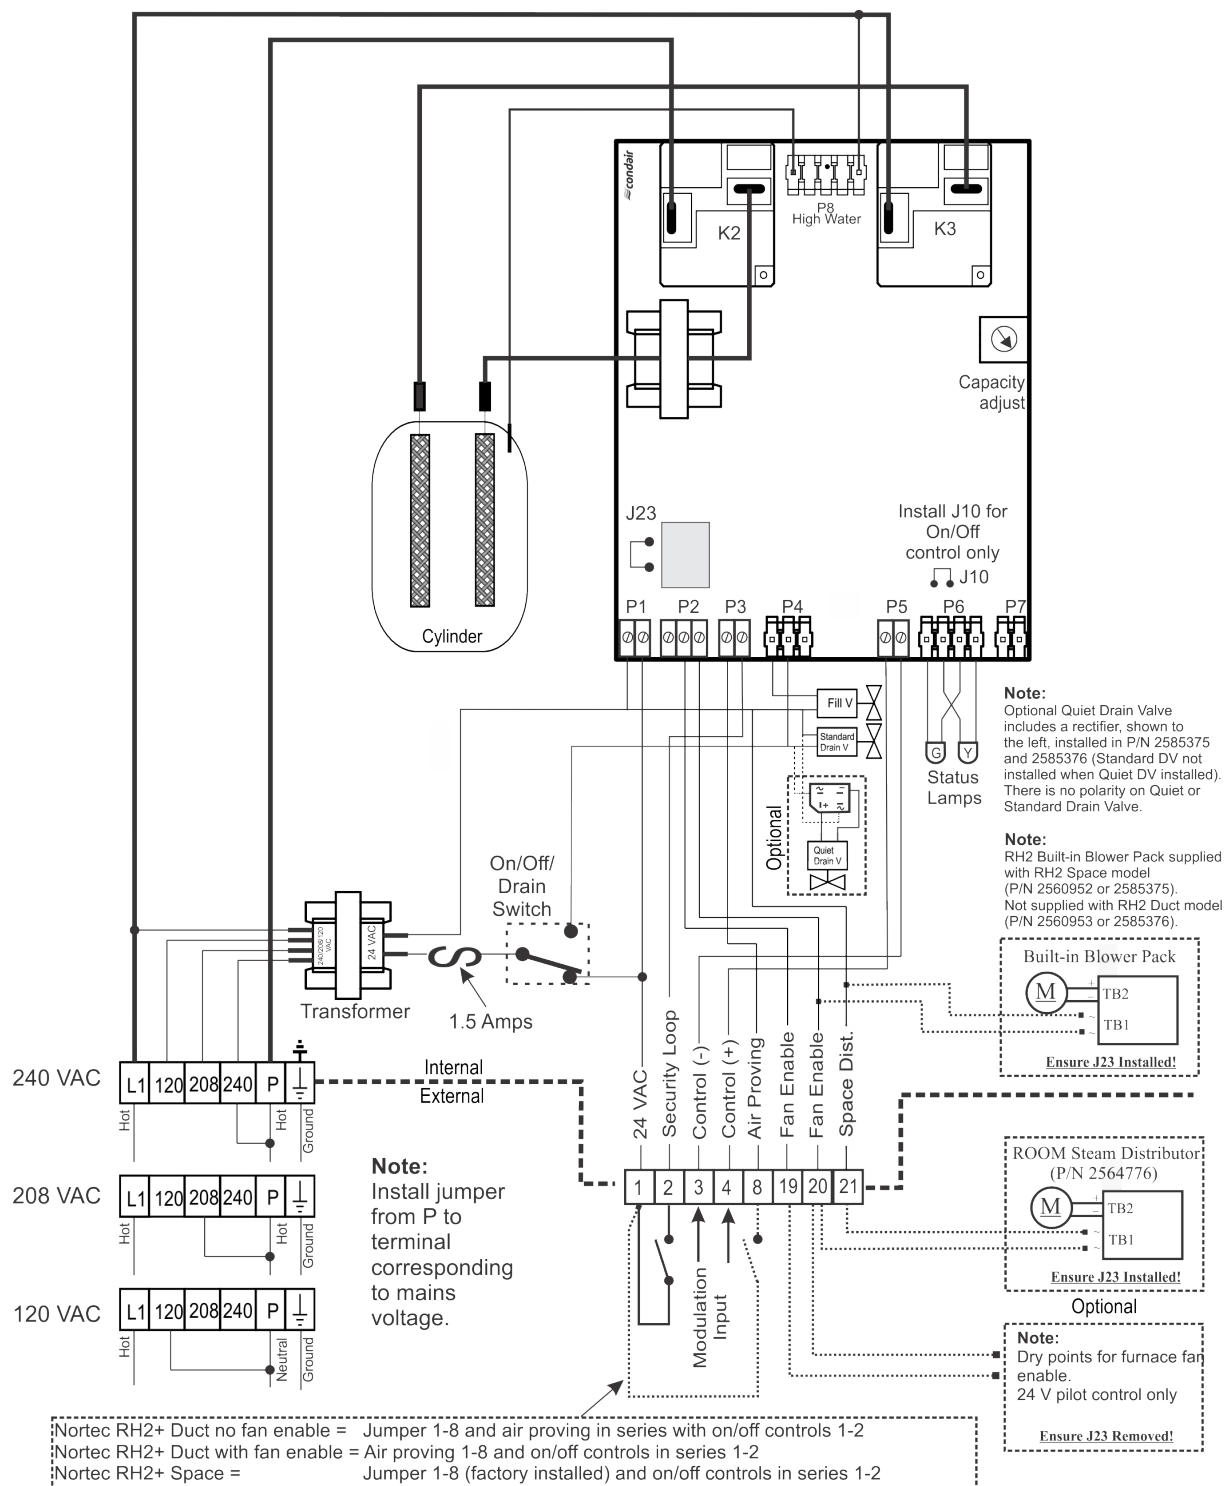 condair
K2
P8
High Water
K3
Capacity
adjust
J23
Install J10 for
On/Off
control only
J10
P1
P2
P3
P4
P5
P6
P7
Cylinder
Fill V
Standard
Drain V
Optional
Quiet
Drain V
G
Y
Status
Lamps
Note:
Optional Quiet Drain Valve
includes a rectifier, shown to
the left, installed in P/N 2585375
and 2585376 (Standard DV not
installed when Quiet DV installed).
There is no polarity on Quiet or
Standard Drain Valve.
Note:
RH2 Built-in Blower Pack supplied
with RH2 Space model
(P/N 2560952 or 2585375).
Not supplied with RH2 Duct model
(P/N 2560953 or 2585376).
On/Off/
Drain
Switch
240/208/120
VAC
24 VAC
Transformer
1.5 Amps
Built-in Blower Pack
M
+
−
TB2
~
TB1
~
Ensure J23 Installed!
Internal
External
240 VAC
L1 120 208 240 P
Hot
Hot
Ground
208 VAC
L1 120 208 240 P
Hot
Hot
Ground
120 VAC
L1 120 208 240 P
Hot
Neutral
Ground
Note:
Install jumper
from P to
terminal
corresponding
to mains
voltage.
24 VAC
Security Loop
Control (-)
Control (+)
Air Proving
Fan Enable
Fan Enable
Space Dist.
1 2 3 4 8 19 20 21
Modulation
Input
ROOM Steam Distributor
(P/N 2564776)
M
+
−
TB2
~
TB1
~
Ensure J23 Installed!
Optional
Note:
Dry points for furnace fan
enable.
24 V pilot control only
Ensure J23 Removed!
Nortec RH2+ Duct no fan enable = Jumper 1-8 and air proving in series with on/off controls 1-2
Nortec RH2+ Duct with fan enable = Air proving 1-8 and on/off controls in series 1-2
Nortec RH2+ Space = Jumper 1-8 (factory installed) and on/off controls in series 1-2